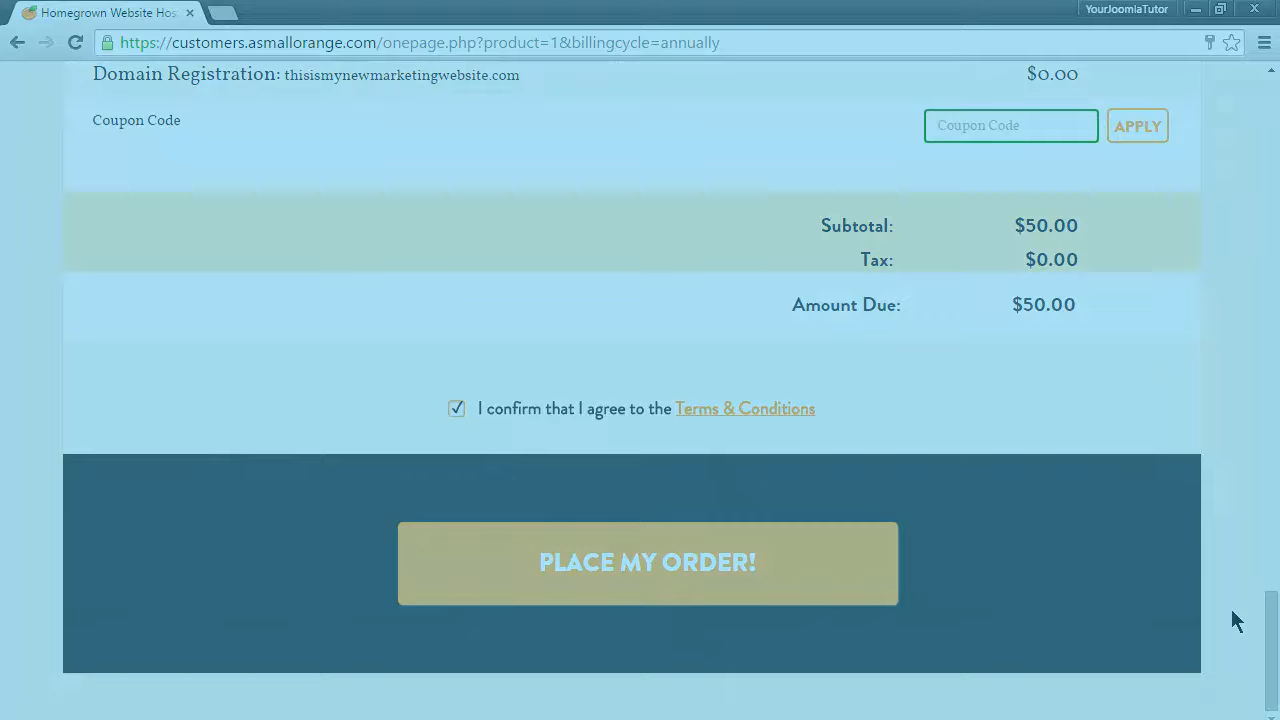 Homegrown Website Hos
YourJoomlaTutor
https://customers.asmallorange.com/onepage.php?product=1&billingcycle=annually
Domain Registration: thisismynewmarketingwebsite.com $0.00
Coupon Code Coupon Code APPLY
Subtotal: $50.00
Tax: $0.00
Amount Due: $50.00
I confirm that I agree to the Terms & Conditions
PLACE MY ORDER!